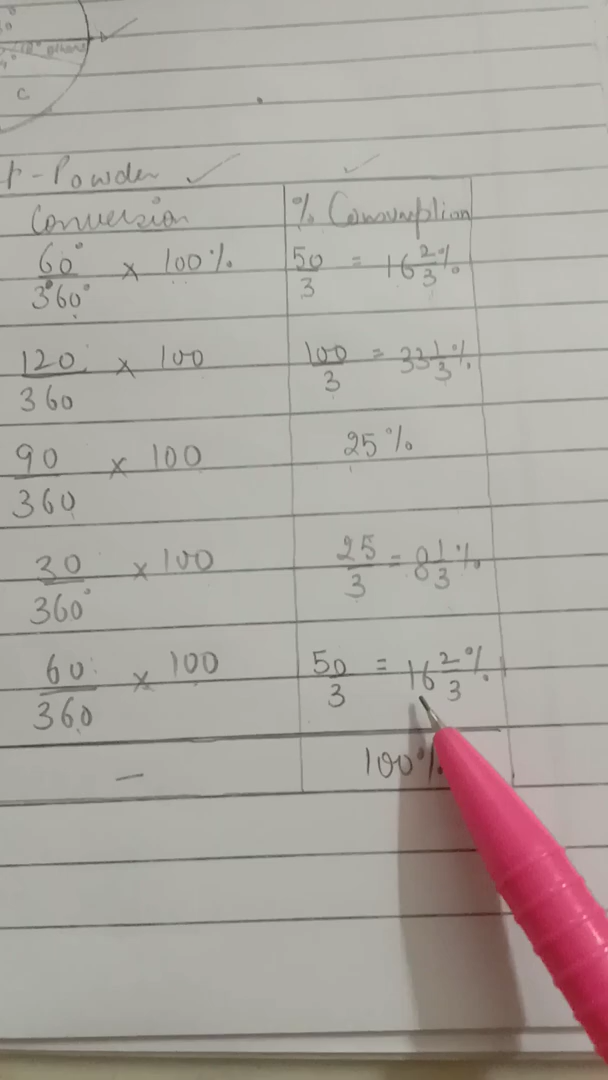 C
- Powder
Conversion % Consumption
60°/360° × 100% 50/3 = 16 2/3 %
120/360 × 100 100/3 = 33 1/3 %
90/360 × 100 25%
30/360° × 100 25/3 = 8 1/3 %
60/360 × 100 50/3 = 16 2/3 %
— 100%